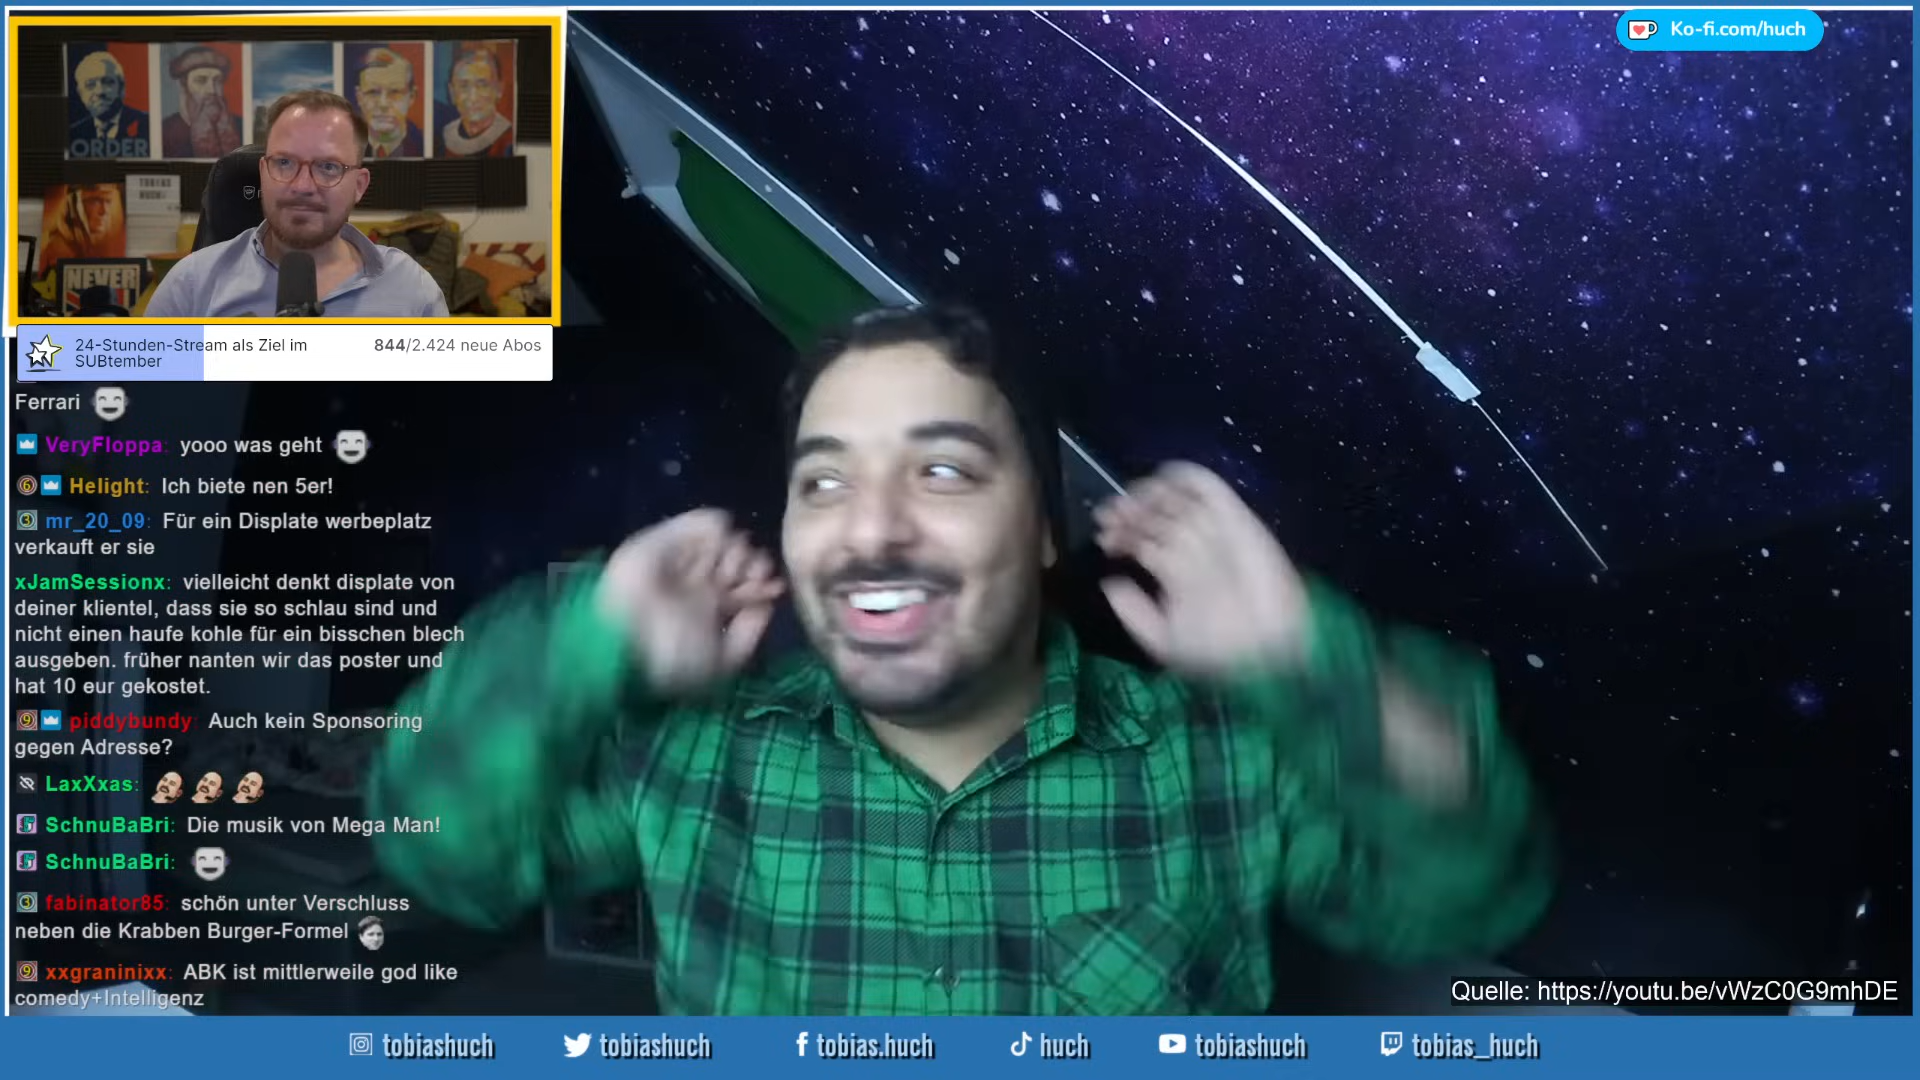 Ko-fi.com/huch
ORDER
TOBIAS
HUCH
NEVER
24-Stunden-Stream als Ziel im
SUBtember
844/2.424 neue Abos
Ferrari
VeryFloppa: yooo was geht
Helight: Ich biete nen 5er!
mr_20_09: Für ein Displate werbeplatz
verkauft er sie
xJamSessionx: vielleicht denkt displate von
deiner klientel, dass sie so schlau sind und
nicht einen haufe kohle für ein bisschen blech
ausgeben. früher nanten wir das poster und
hat 10 eur gekostet.
piddybundy: Auch kein Sponsoring
gegen Adresse?
LaxXxas:
SchnuBaBri: Die musik von Mega Man!
SchnuBaBri:
fabinator85: schön unter Verschluss
neben die Krabben Burger-Formel
xxgraninixx: ABK ist mittlerweile god like
comedy+Intelligenz
Quelle: https://youtu.be/vWzC0G9mhDE
tobiashuch tobiashuch tobias.huch huch tobiashuch tobias_huch